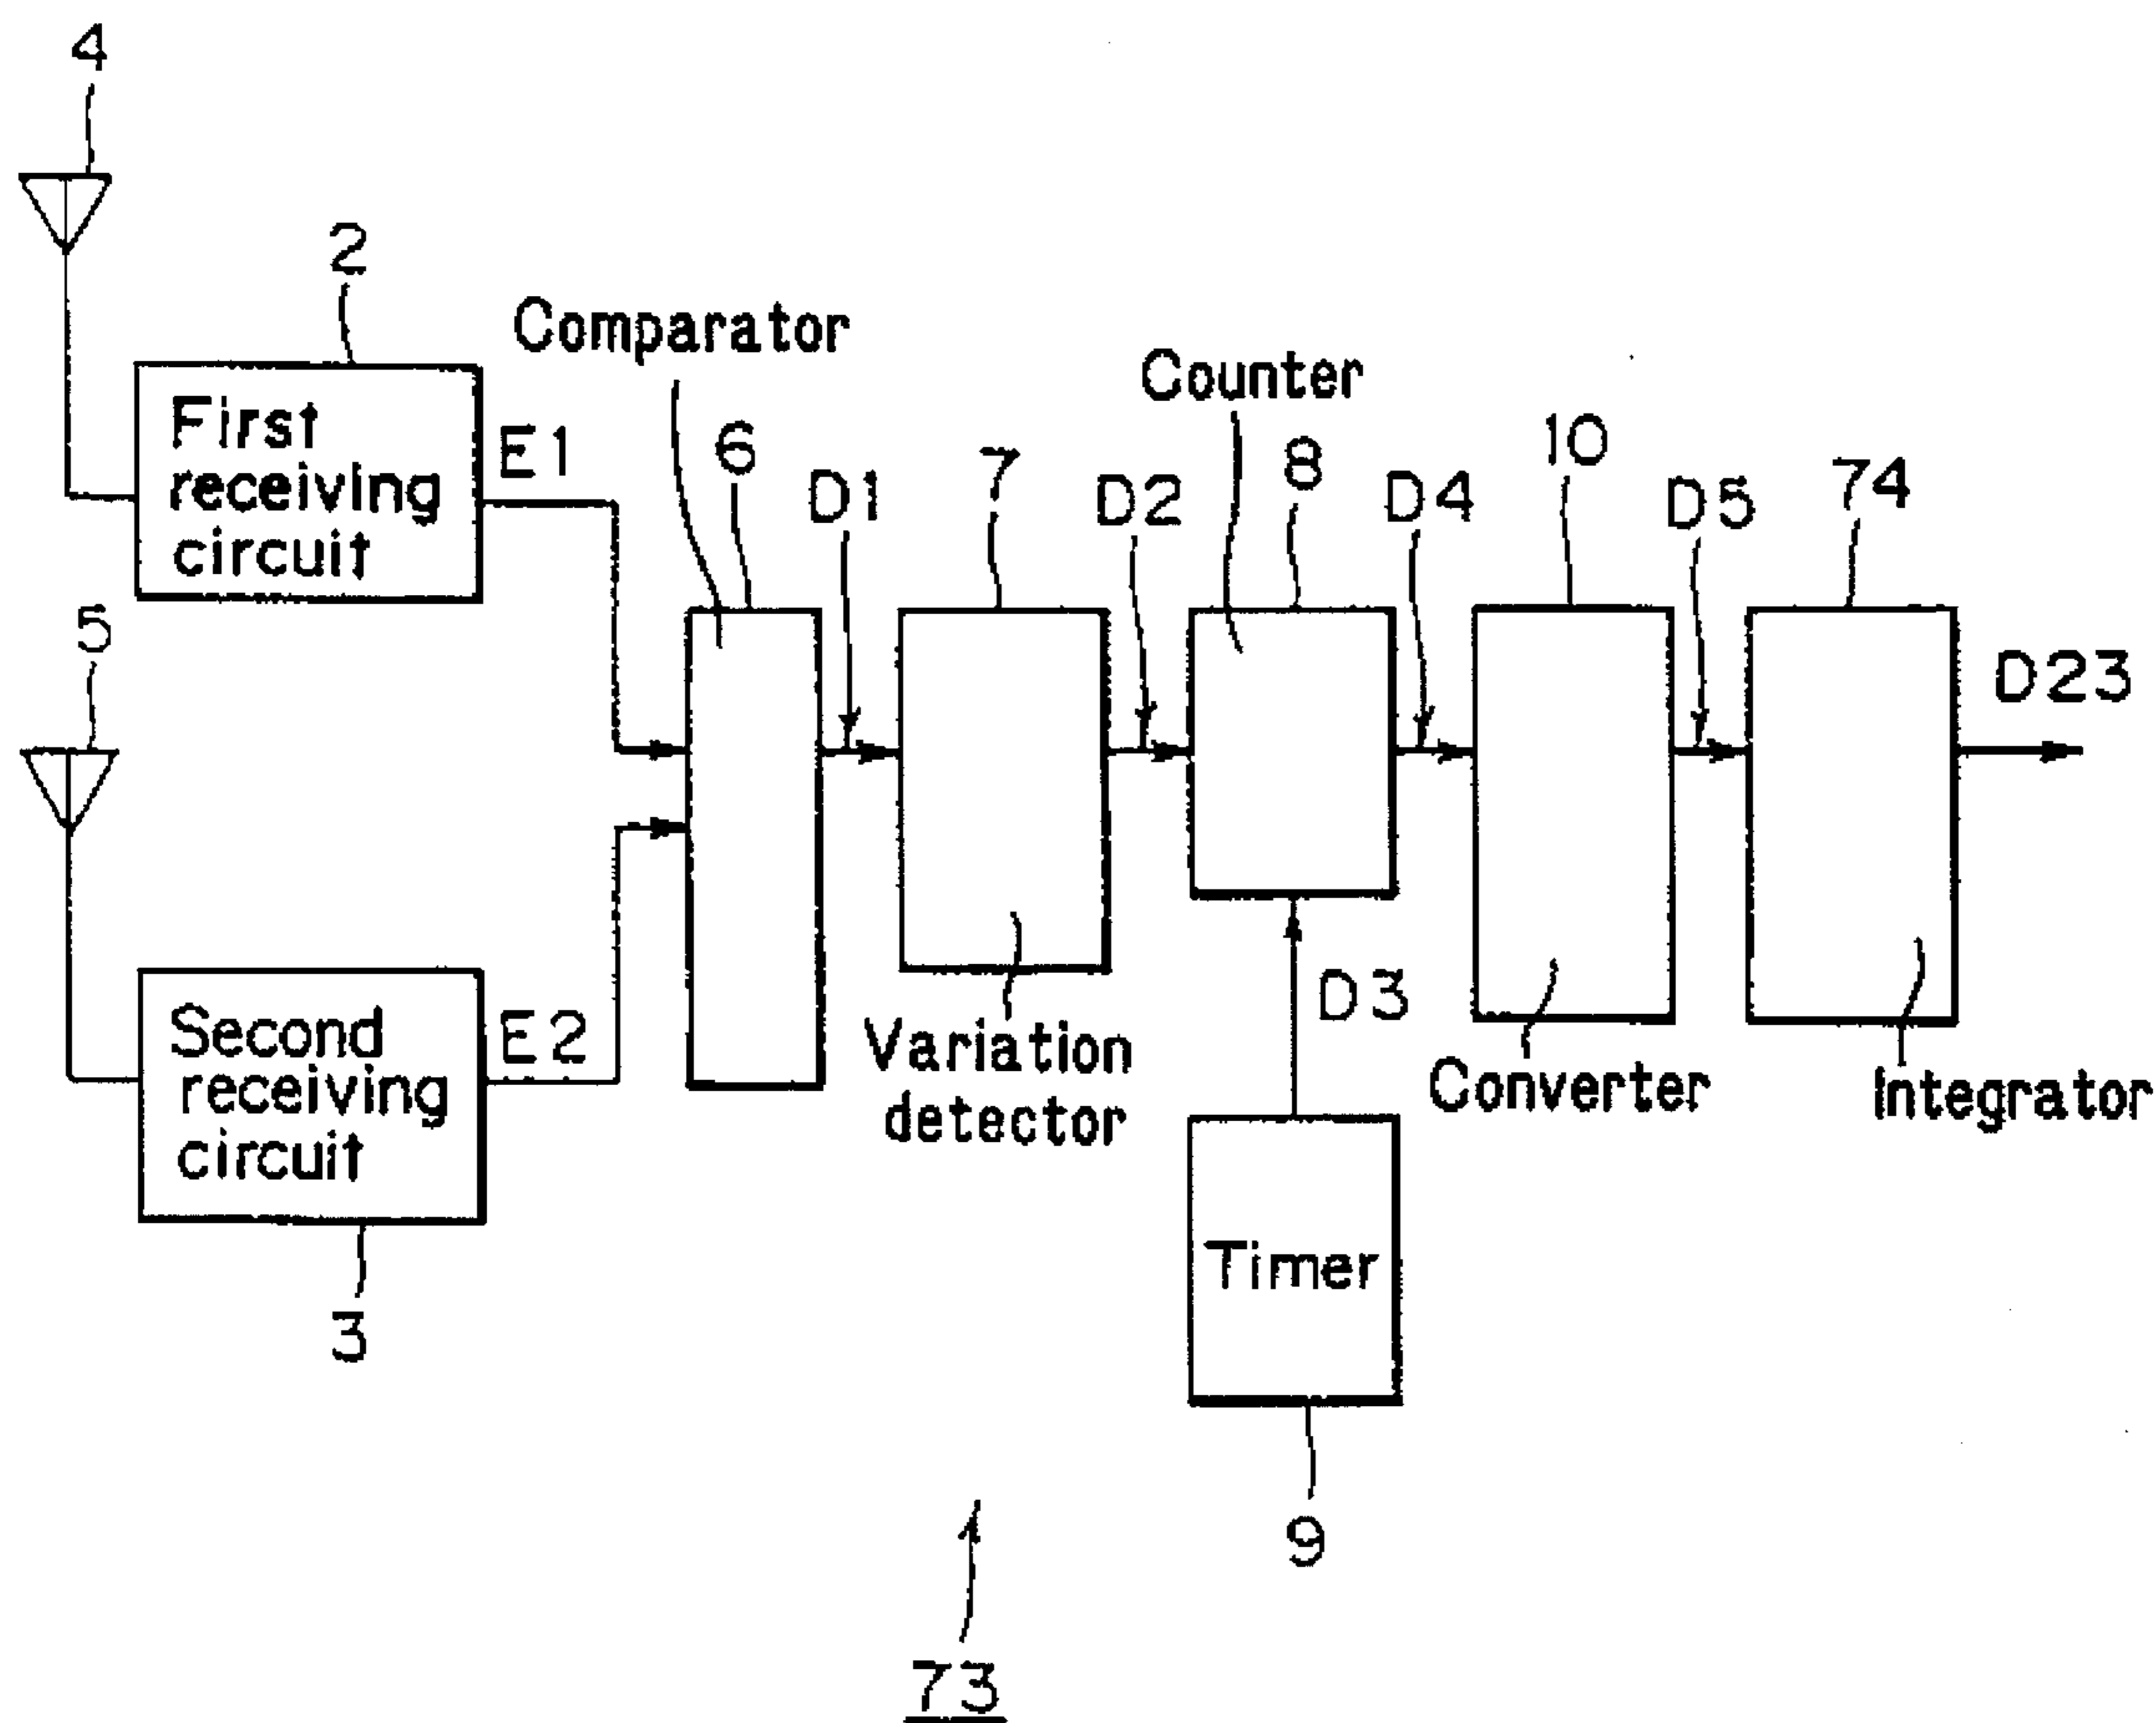 4
2
Comparator
Counter
First
receiving
circuit
E1
6
D1
7
D2
8
D4
10
D5
74
5
D23
Second
receiving
circuit
E2
Variation
detector
D3
Converter
Integrator
Timer
3
9
73